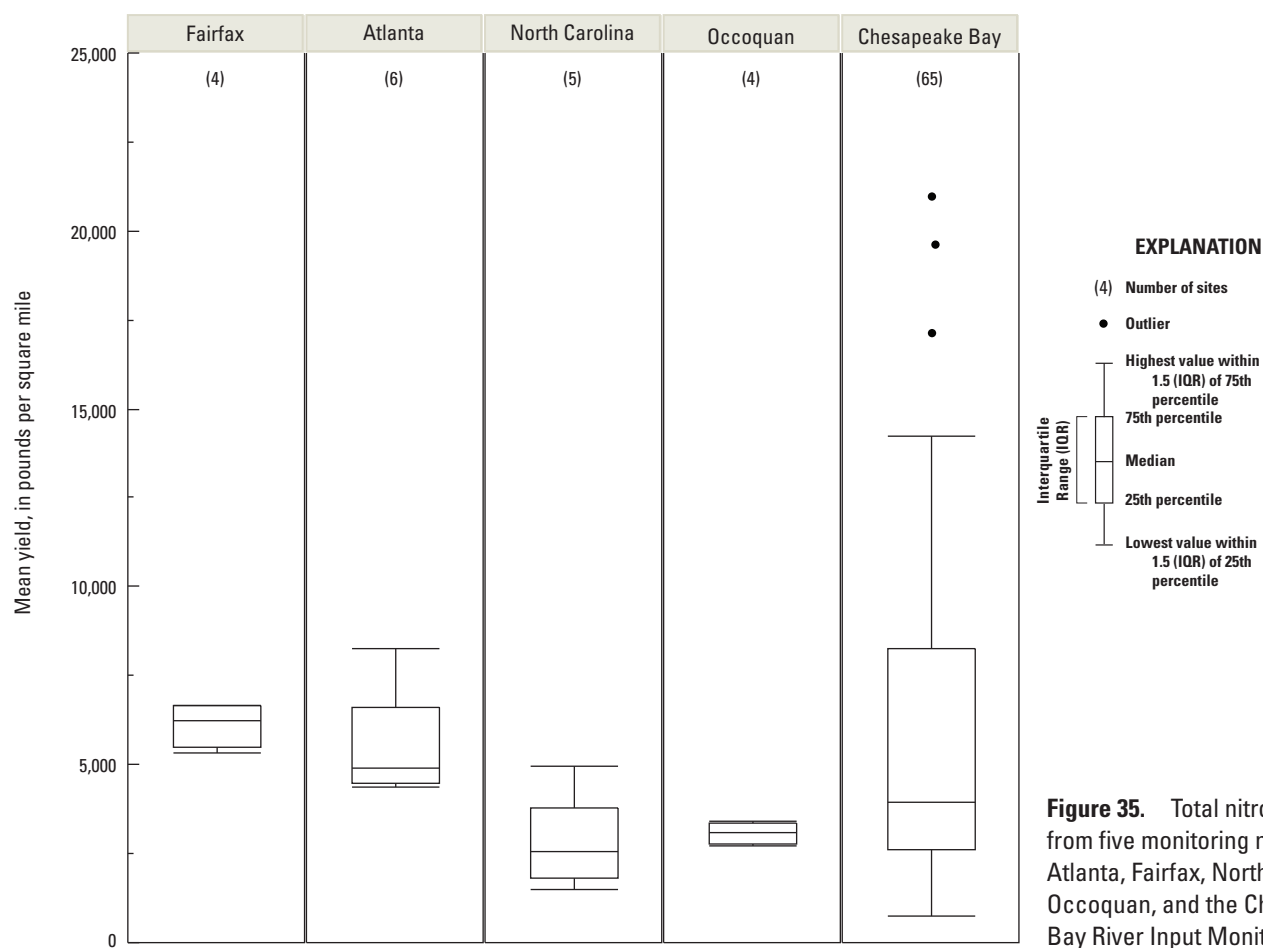 Fairfax
Atlanta
North Carolina
Occoquan
Chesapeake Bay
(4)
(6)
(5)
(4)
(65)
Mean yield, in pounds per square mile
25,000
20,000
15,000
10,000
5,000
0
EXPLANATION
(4) Number of sites
Outlier
Highest value within
1.5 (IQR) of 75th
percentile
75th percentile
Interquartile
Range (IQR)
Median
25th percentile
Lowest value within
1.5 (IQR) of 25th
percentile
Figure 35. Total
from five monitoring
Atlanta, Fairfax,
Occoquan, and the
Bay River Input